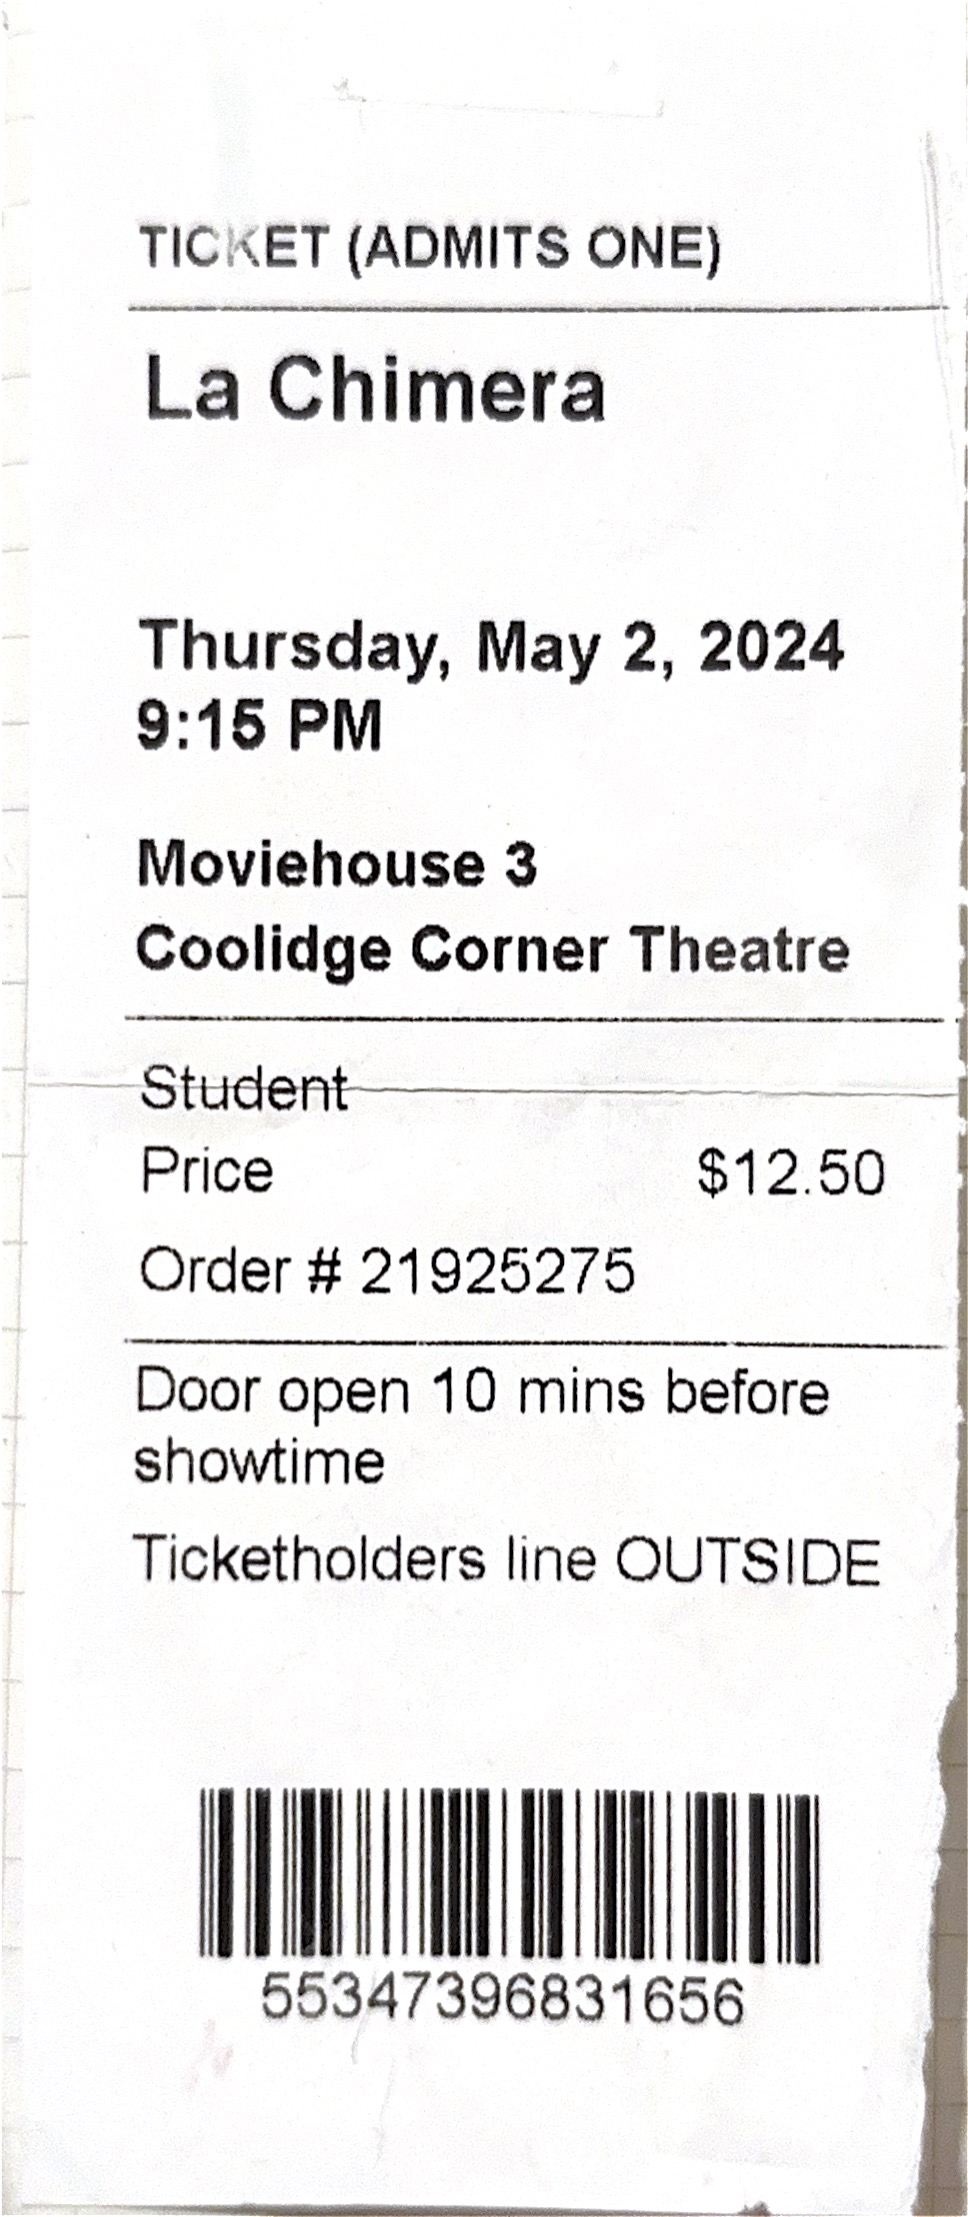 TICKET (ADMITS ONE)
La Chimera
Thursday, May 2, 2024
9:15 PM
Moviehouse 3
Coolidge Corner Theatre
Student
Price $12.50
Order # 21925275
Door open 10 mins before
showtime
Ticketholders line OUTSIDE
55347396831656